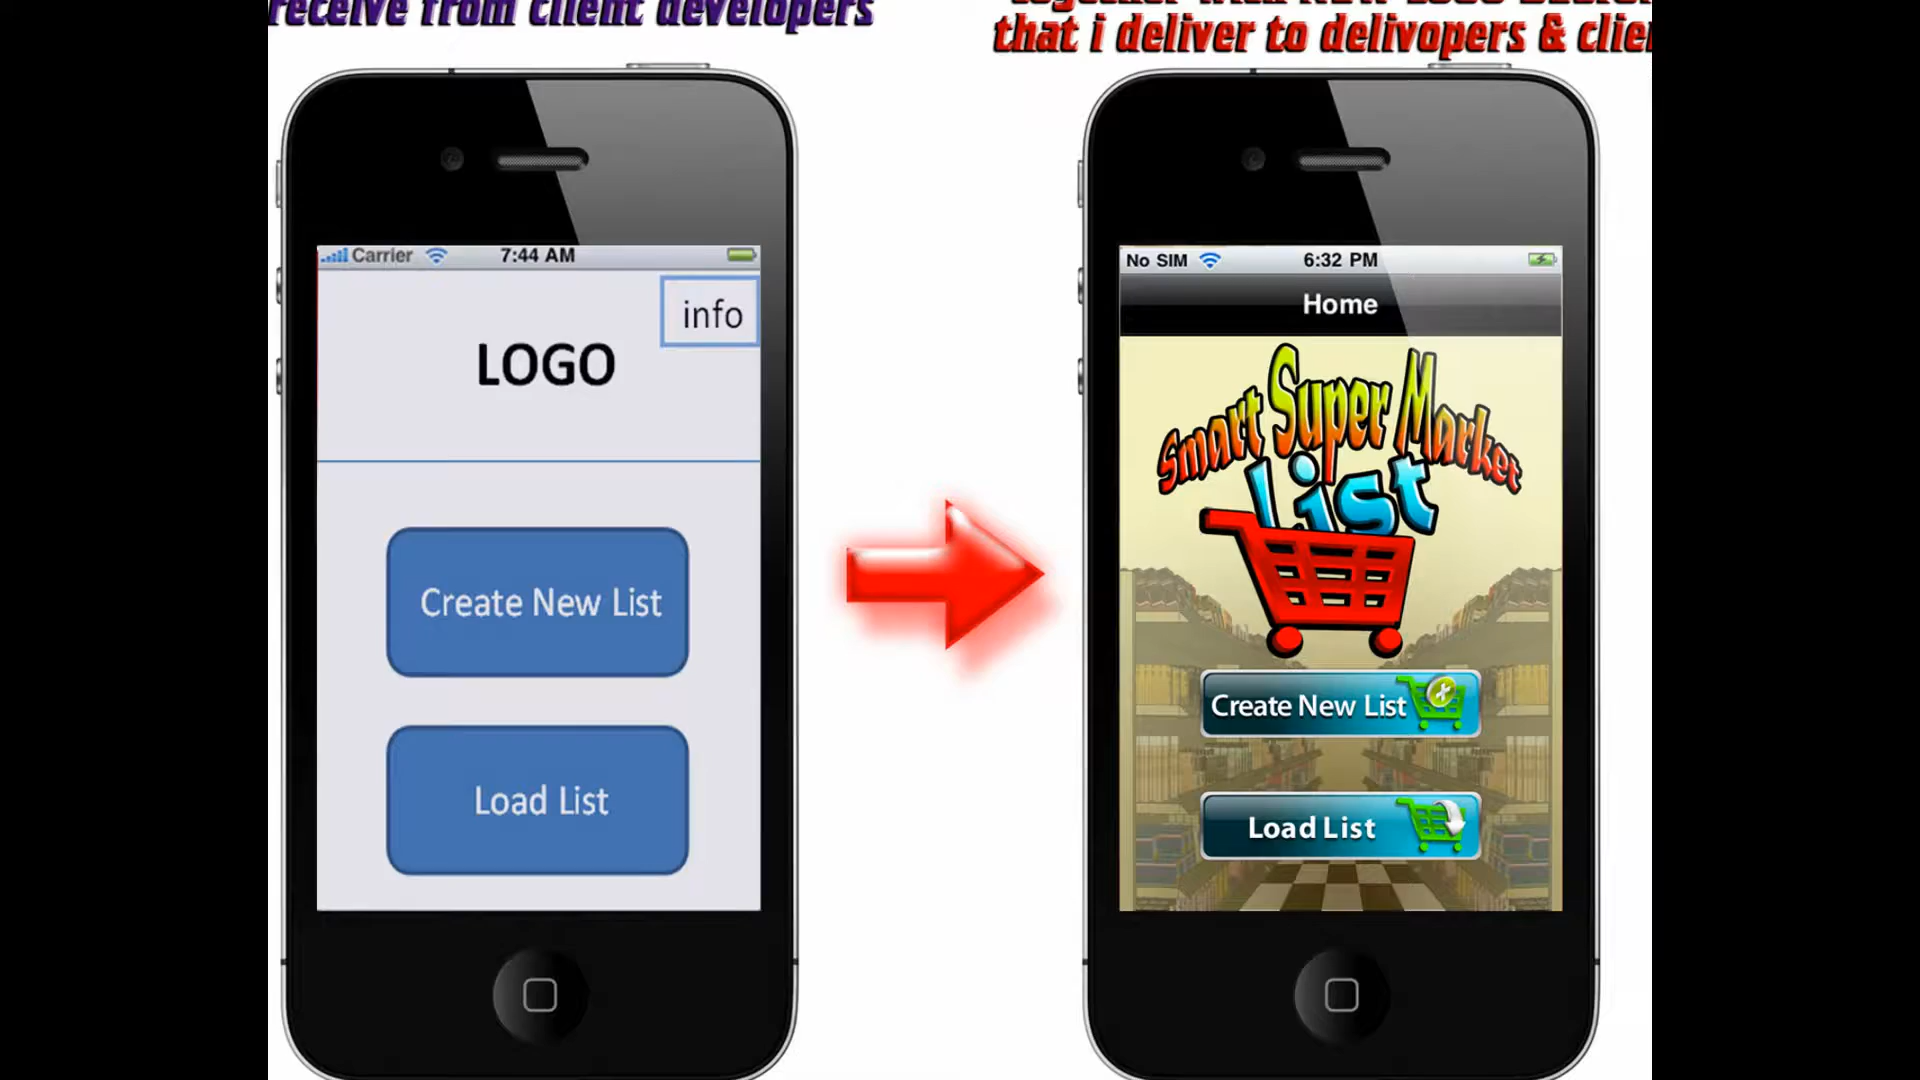 receive from client developers
that i deliver to delivopers &
Carrier 7:44 AM
info
LOGO
Create New List
Load List
No SIM 6:32 PM
Home
Smart Super Market
List
Create New List
Load List